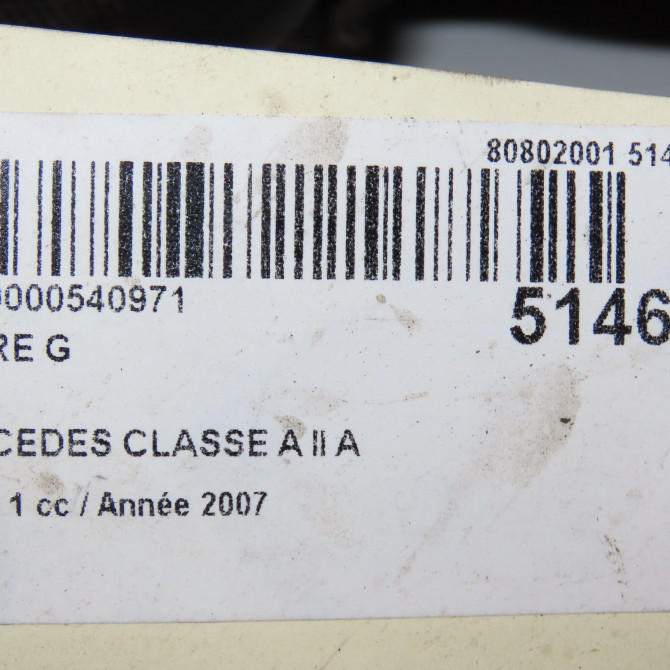 80802001 514
0000540971
5146
RE G
CEDES CLASSE A II A
1 cc / Année 2007